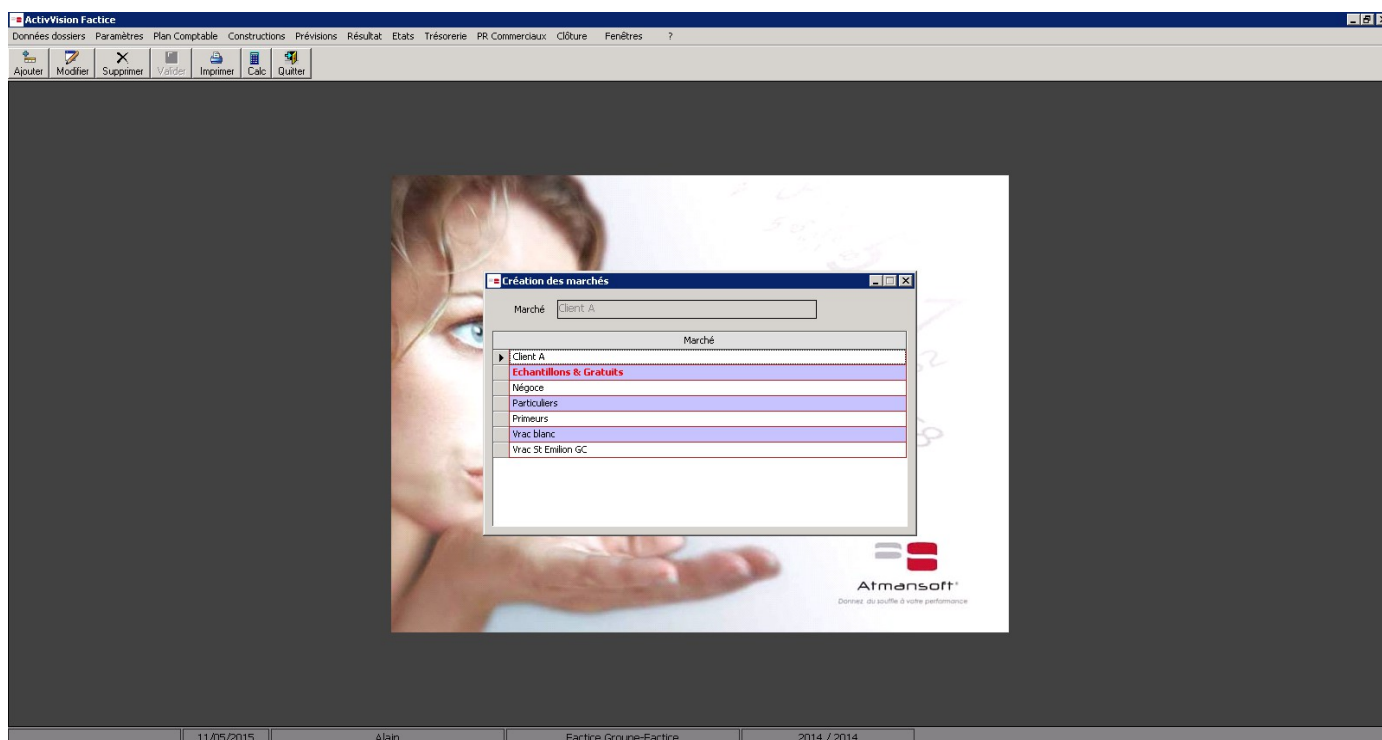 ActivVision Factice
Données dossiers Paramètres Plan Comptable Constructions Prévisions Résultat Etats Trésorerie PR Commerciaux Clôture Fenêtres ?
Ajouter Modifier Supprimer Valider Imprimer Calc Quitter
Création des marchés
Marché Client A
Marché
Client A
Echantillons & Gratuits
Négoce
Particuliers
Primeurs
Vrac blanc
Vrac St Emilion GC
Atmansoft
Donnez du souffle à votre performance
11/05/2015 Alain Factice Groupe-Factice 2014 / 2014